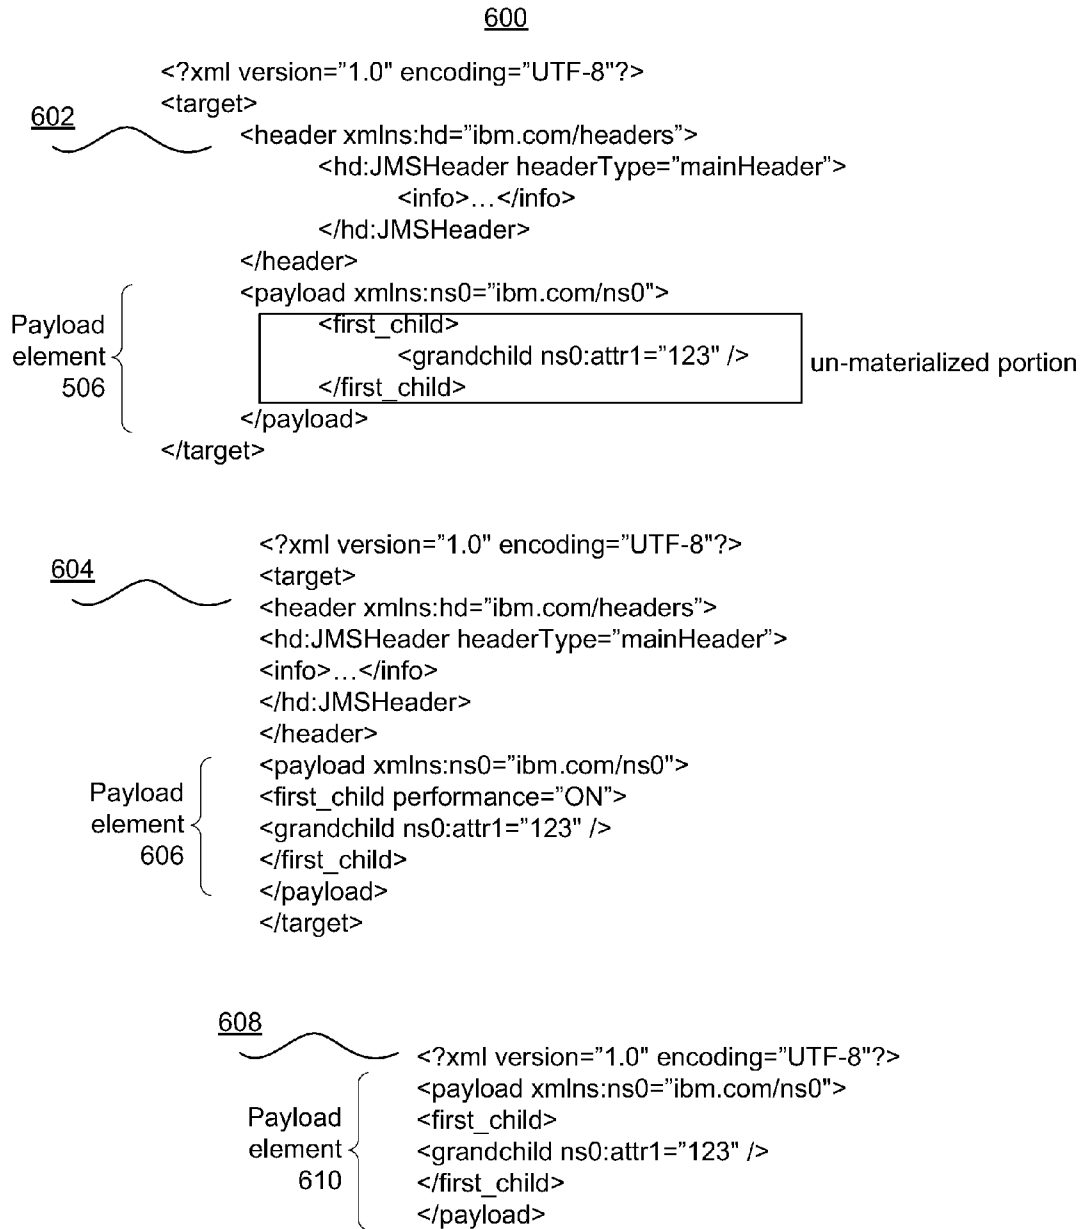 600
<?xml version=”1.0" encoding=”UTF-8"?>
<target>
602
<header xmlns:hd=”ibm.com/headers”>
<hd:JMSHeader headerType=”mainHeader”>
<info>…</info>
</hd:JMSHeader>
</header>
<payload xmlns:ns0=”ibm.com/ns0">
Payload
element
506
<first_child>
<grandchild ns0:attr1=”123" />
</first_child>
un-materialized portion
</payload>
</target>
<?xml version=”1.0" encoding=”UTF-8"?>
604
<target>
<header xmlns:hd=”ibm.com/headers”>
<hd:JMSHeader headerType=”mainHeader”>
<info>…</info>
</hd:JMSHeader>
</header>
<payload xmlns:ns0=”ibm.com/ns0">
Payload
element
606
<first_child performance=”ON”>
<grandchild ns0:attr1=”123" />
</first_child>
</payload>
</target>
608
<?xml version=”1.0" encoding=”UTF-8"?>
<payload xmlns:ns0=”ibm.com/ns0">
Payload
element
610
<first_child>
<grandchild ns0:attr1=”123" />
</first_child>
</payload>